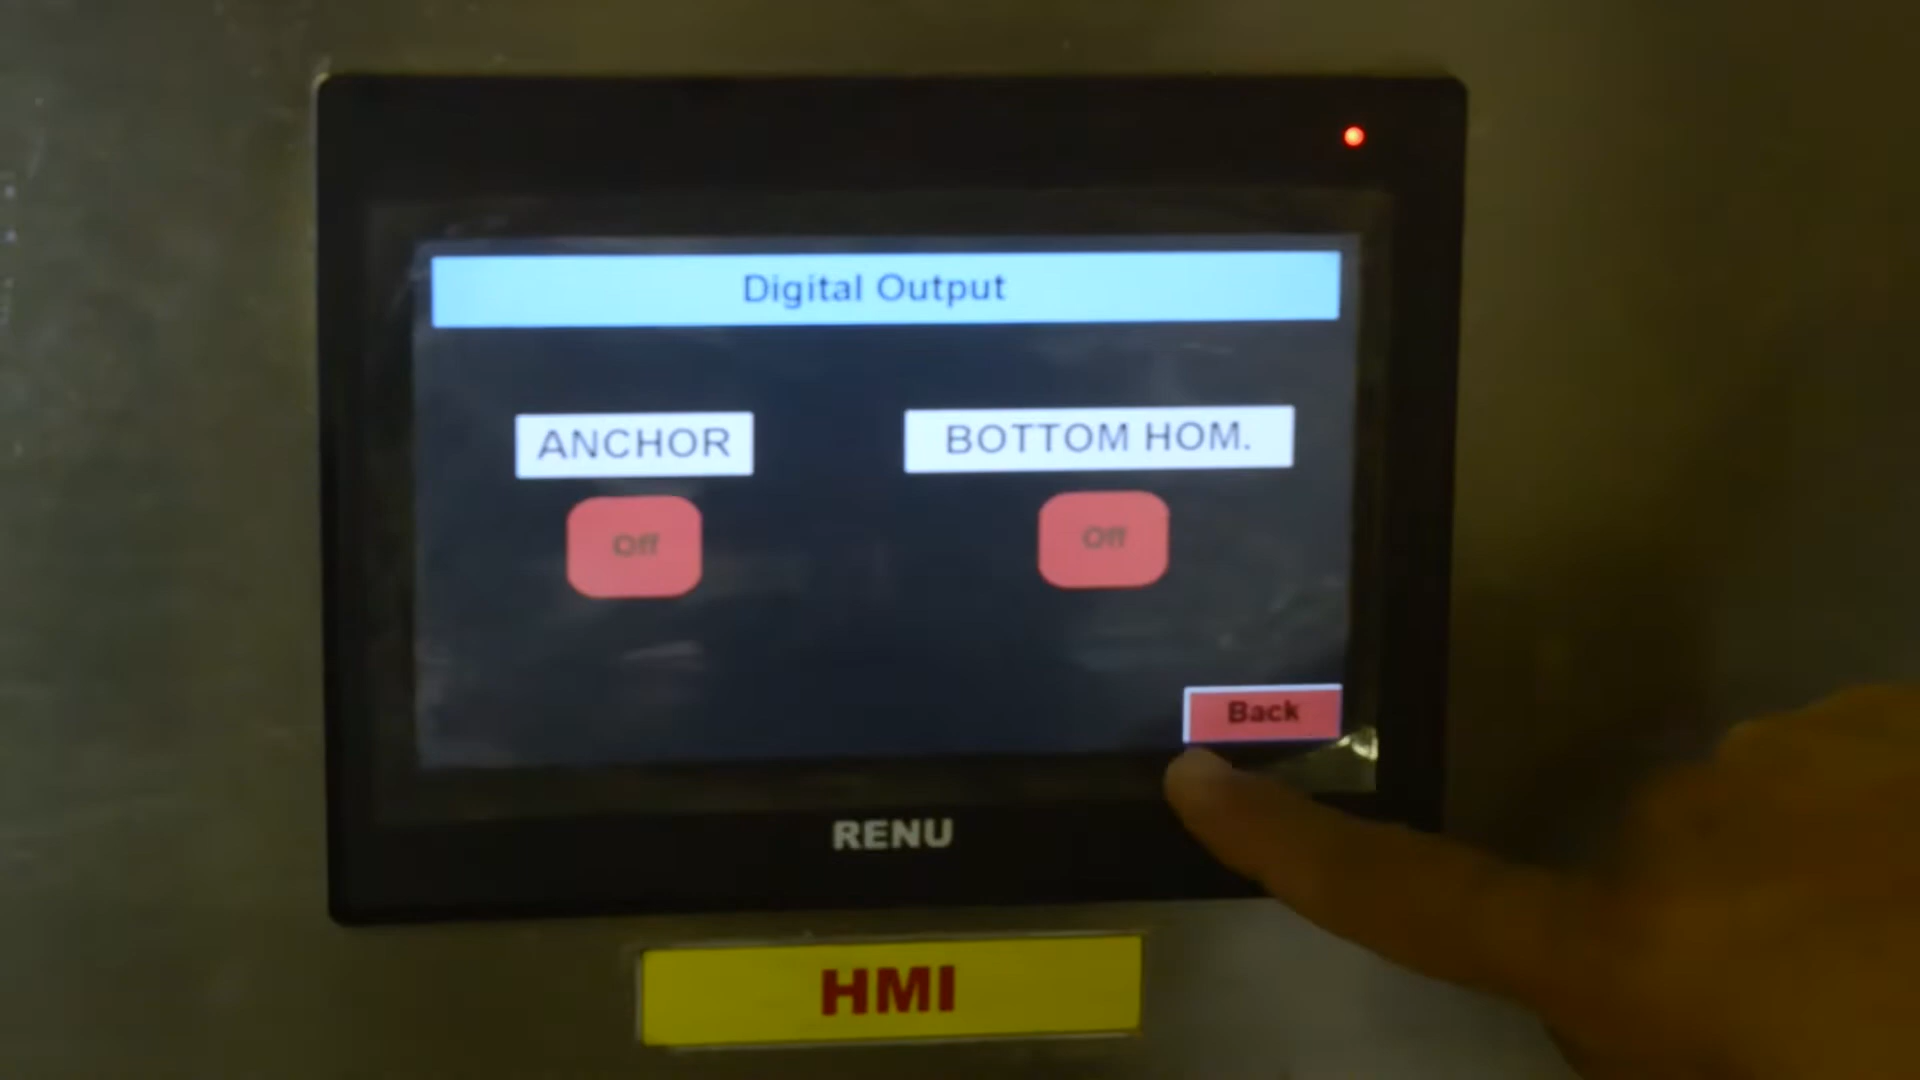 Digital Output
ANCHOR
BOTTOM HOM.
Off
Off
Back
RENU
HMI